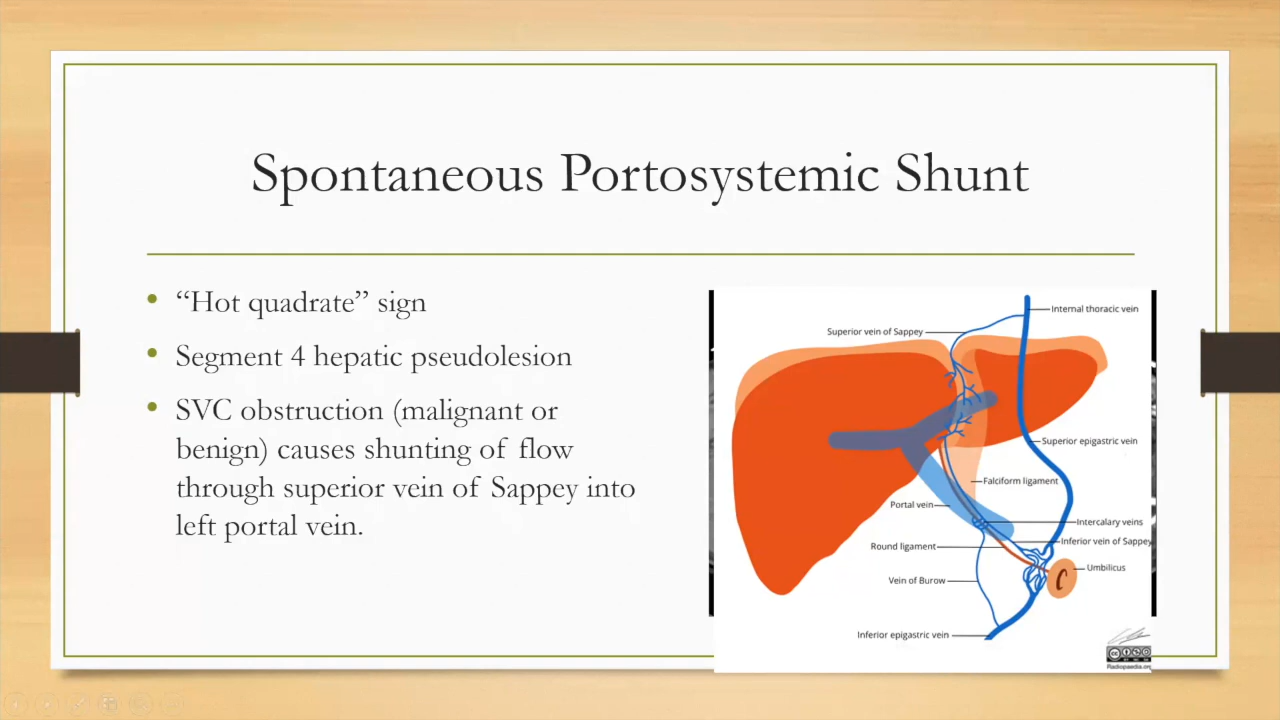 Spontaneous Portosystemic Shunt
• “Hot quadrate” sign
• Segment 4 hepatic pseudolesion
• SVC obstruction (malignant or
benign) causes shunting of flow
through superior vein of Sappey into
left portal vein.
Internal thoracic vein
Superior vein of Sappey
Superior epigastric vein
Falciform ligament
Portal vein
Intercalary veins
Inferior vein of Sappey
Round ligament
Umbilicus
Vein of Burow
Inferior epigastric vein
Radiopaedia.org